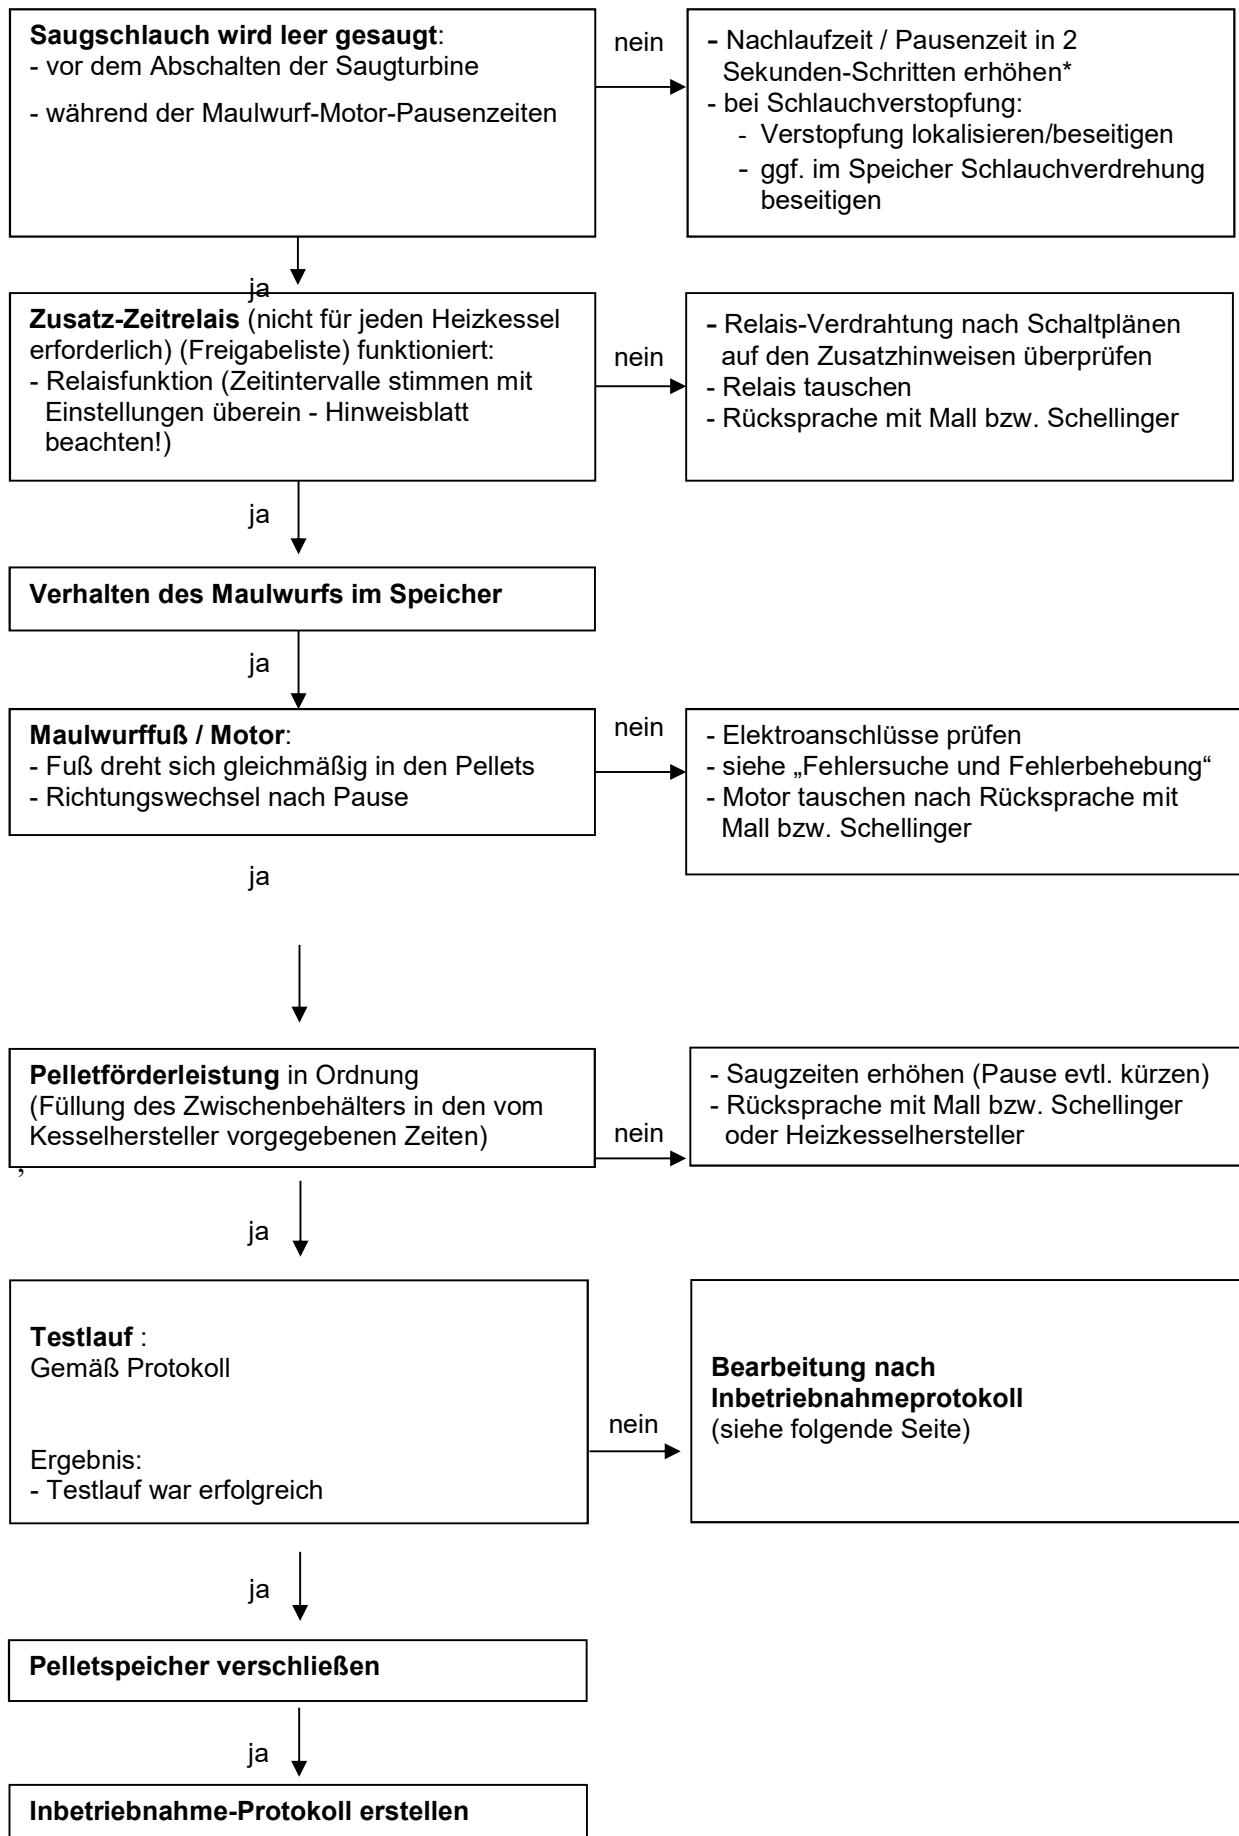 Saugschlauch wird leer gesaugt:
- vor dem Abschalten der Saugturbine
- während der Maulwurf-Motor-Pausenzeiten
nein
- Nachlaufzeit / Pausenzeit in 2
Sekunden-Schritten erhöhen*
- bei Schlauchverstopfung:
- Verstopfung lokalisieren/beseitigen
- ggf. im Speicher Schlauchverdrehung
beseitigen
ja
Zusatz-Zeitrelais (nicht für jeden Heizkessel
erforderlich) (Freigabeliste) funktioniert:
- Relaisfunktion (Zeitintervalle stimmen mit
Einstellungen überein - Hinweisblatt
beachten!)
nein
- Relais-Verdrahtung nach Schaltplänen
auf den Zusatzhinweisen überprüfen
- Relais tauschen
- Rücksprache mit Mall bzw. Schellinger
ja
Verhalten des Maulwurfs im Speicher
ja
Maulwurffuß / Motor:
- Fuß dreht sich gleichmäßig in den Pellets
- Richtungswechsel nach Pause
nein
- Elektroanschlüsse prüfen
- siehe „Fehlersuche und Fehlerbehebung“
- Motor tauschen nach Rücksprache mit
Mall bzw. Schellinger
ja
Pelletförderleistung in Ordnung
(Füllung des Zwischenbehälters in den vom
Kesselhersteller vorgegebenen Zeiten)
,
nein
- Saugzeiten erhöhen (Pause evtl. kürzen)
- Rücksprache mit Mall bzw. Schellinger
oder Heizkesselhersteller
ja
Testlauf :
Gemäß Protokoll
Ergebnis:
- Testlauf war erfolgreich
nein
Bearbeitung nach
Inbetriebnahmeprotokoll
(siehe folgende Seite)
ja
Pelletspeicher verschließen
ja
Inbetriebnahme-Protokoll erstellen